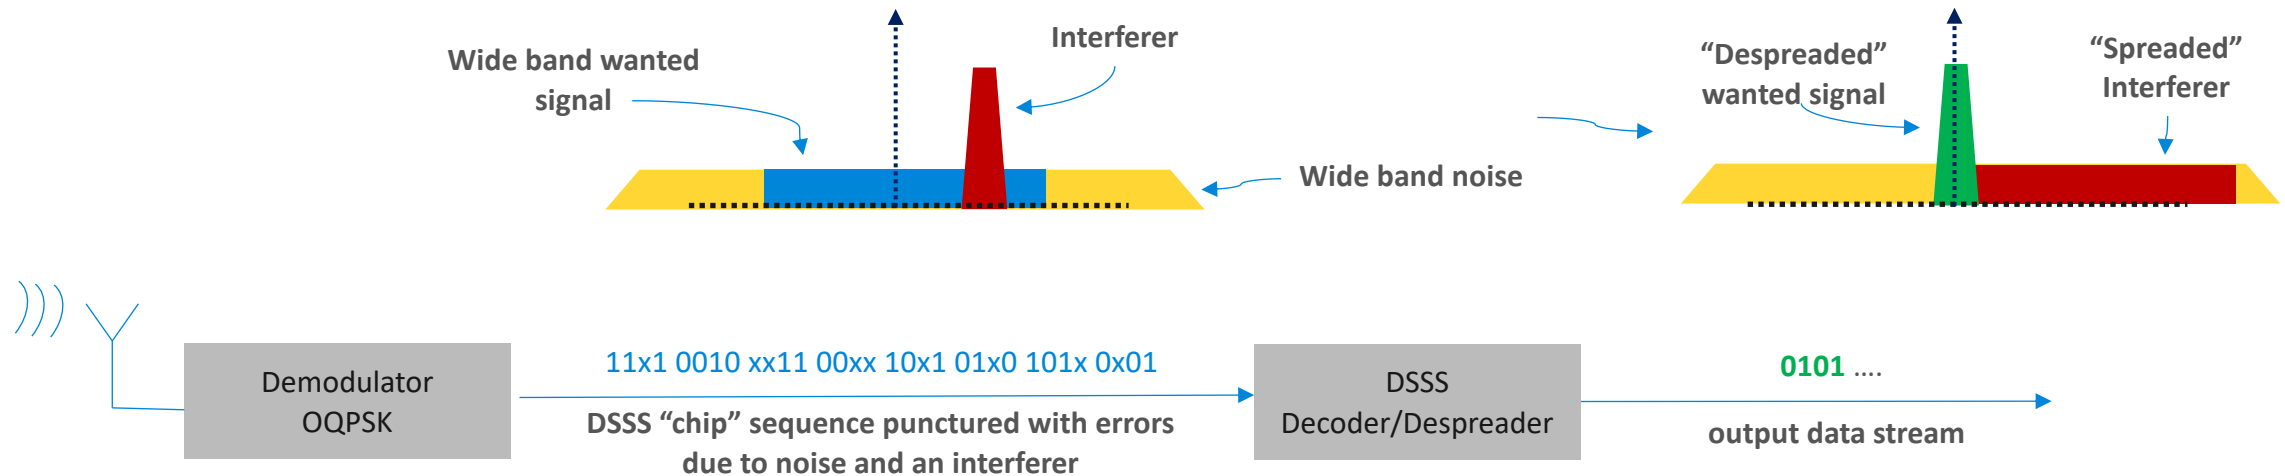 Wide band wanted
signal
Interferer
Wide band noise
“Despreaded”
wanted signal
“Spreaded”
Interferer
Demodulator
OQPSK
11x1 0010 xx11 00xx 10x1 01x0 101x 0x01
DSSS “chip” sequence punctured with errors
due to noise and an interferer
DSSS
Decoder/Despreader
0101 ....
output data stream